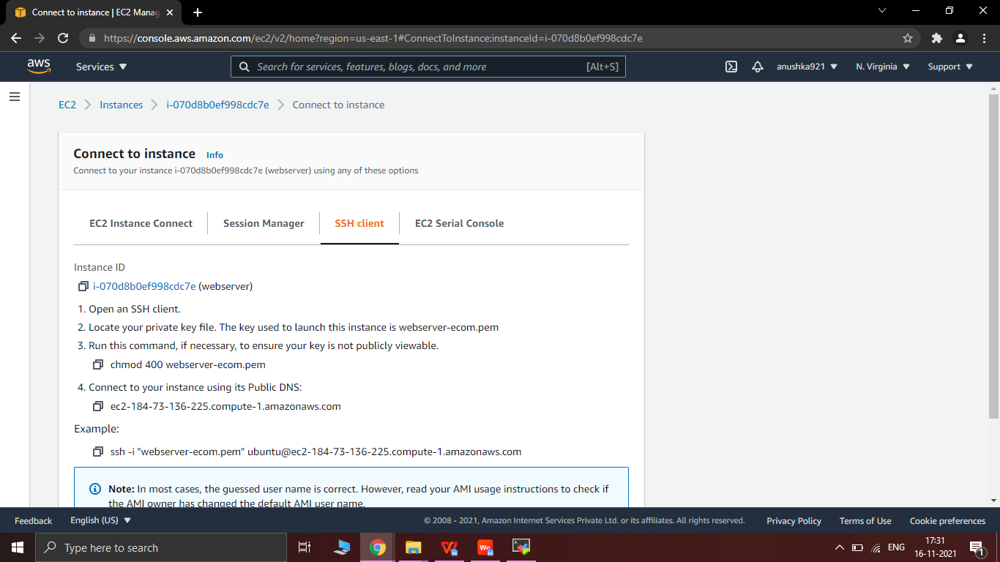 Connect to instance | EC2 Manag
https://console.aws.amazon.com/ec2/v2/home?region=us-east-1#ConnectToInstance:instanceId=i-070d8b0ef998cdc7e
aws Services Search for services, features, blogs, docs, and more [Alt+S] anushka921 N. Virginia Support
EC2 Instances i-070d8b0ef998cdc7e Connect to instance
Connect to instance Info
Connect to your instance i-070d8b0ef998cdc7e (webserver) using any of these options
EC2 Instance Connect Session Manager SSH client EC2 Serial Console
Instance ID
i-070d8b0ef998cdc7e (webserver)
1. Open an SSH client.
2. Locate your private key file. The key used to launch this instance is webserver-ecom.pem
3. Run this command, if necessary, to ensure your key is not publicly viewable.
chmod 400 webserver-ecom.pem
4. Connect to your instance using its Public DNS:
ec2-184-73-136-225.compute-1.amazonaws.com
Example:
ssh -i "webserver-ecom.pem" ubuntu@ec2-184-73-136-225.compute-1.amazonaws.com
Note: In most cases, the guessed user name is correct. However, read your AMI usage instructions to check if
the AMI owner has changed the default AMI user name.
Feedback English (US) © 2008 - 2021, Amazon Internet Services Private Ltd. or its affiliates. All rights reserved. Privacy Policy Terms of Use Cookie preferences
Type here to search ENG 17:31
16-11-2021 1